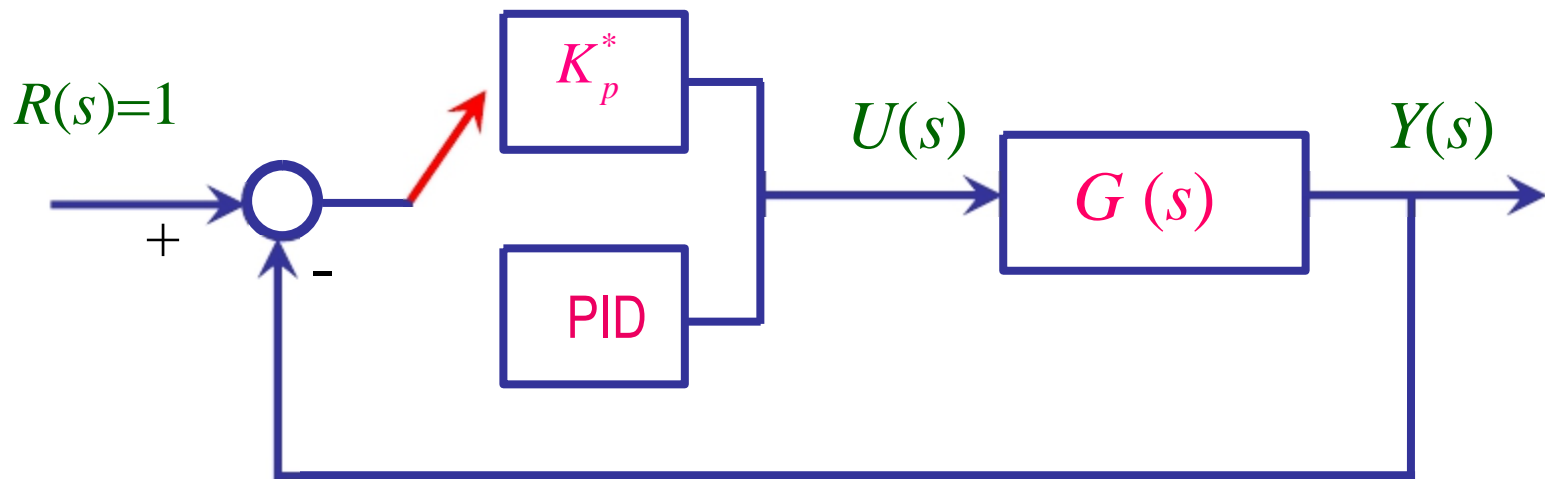 K*p
R(s)=1
U(s)
Y(s)
G (s)
+
-
PID